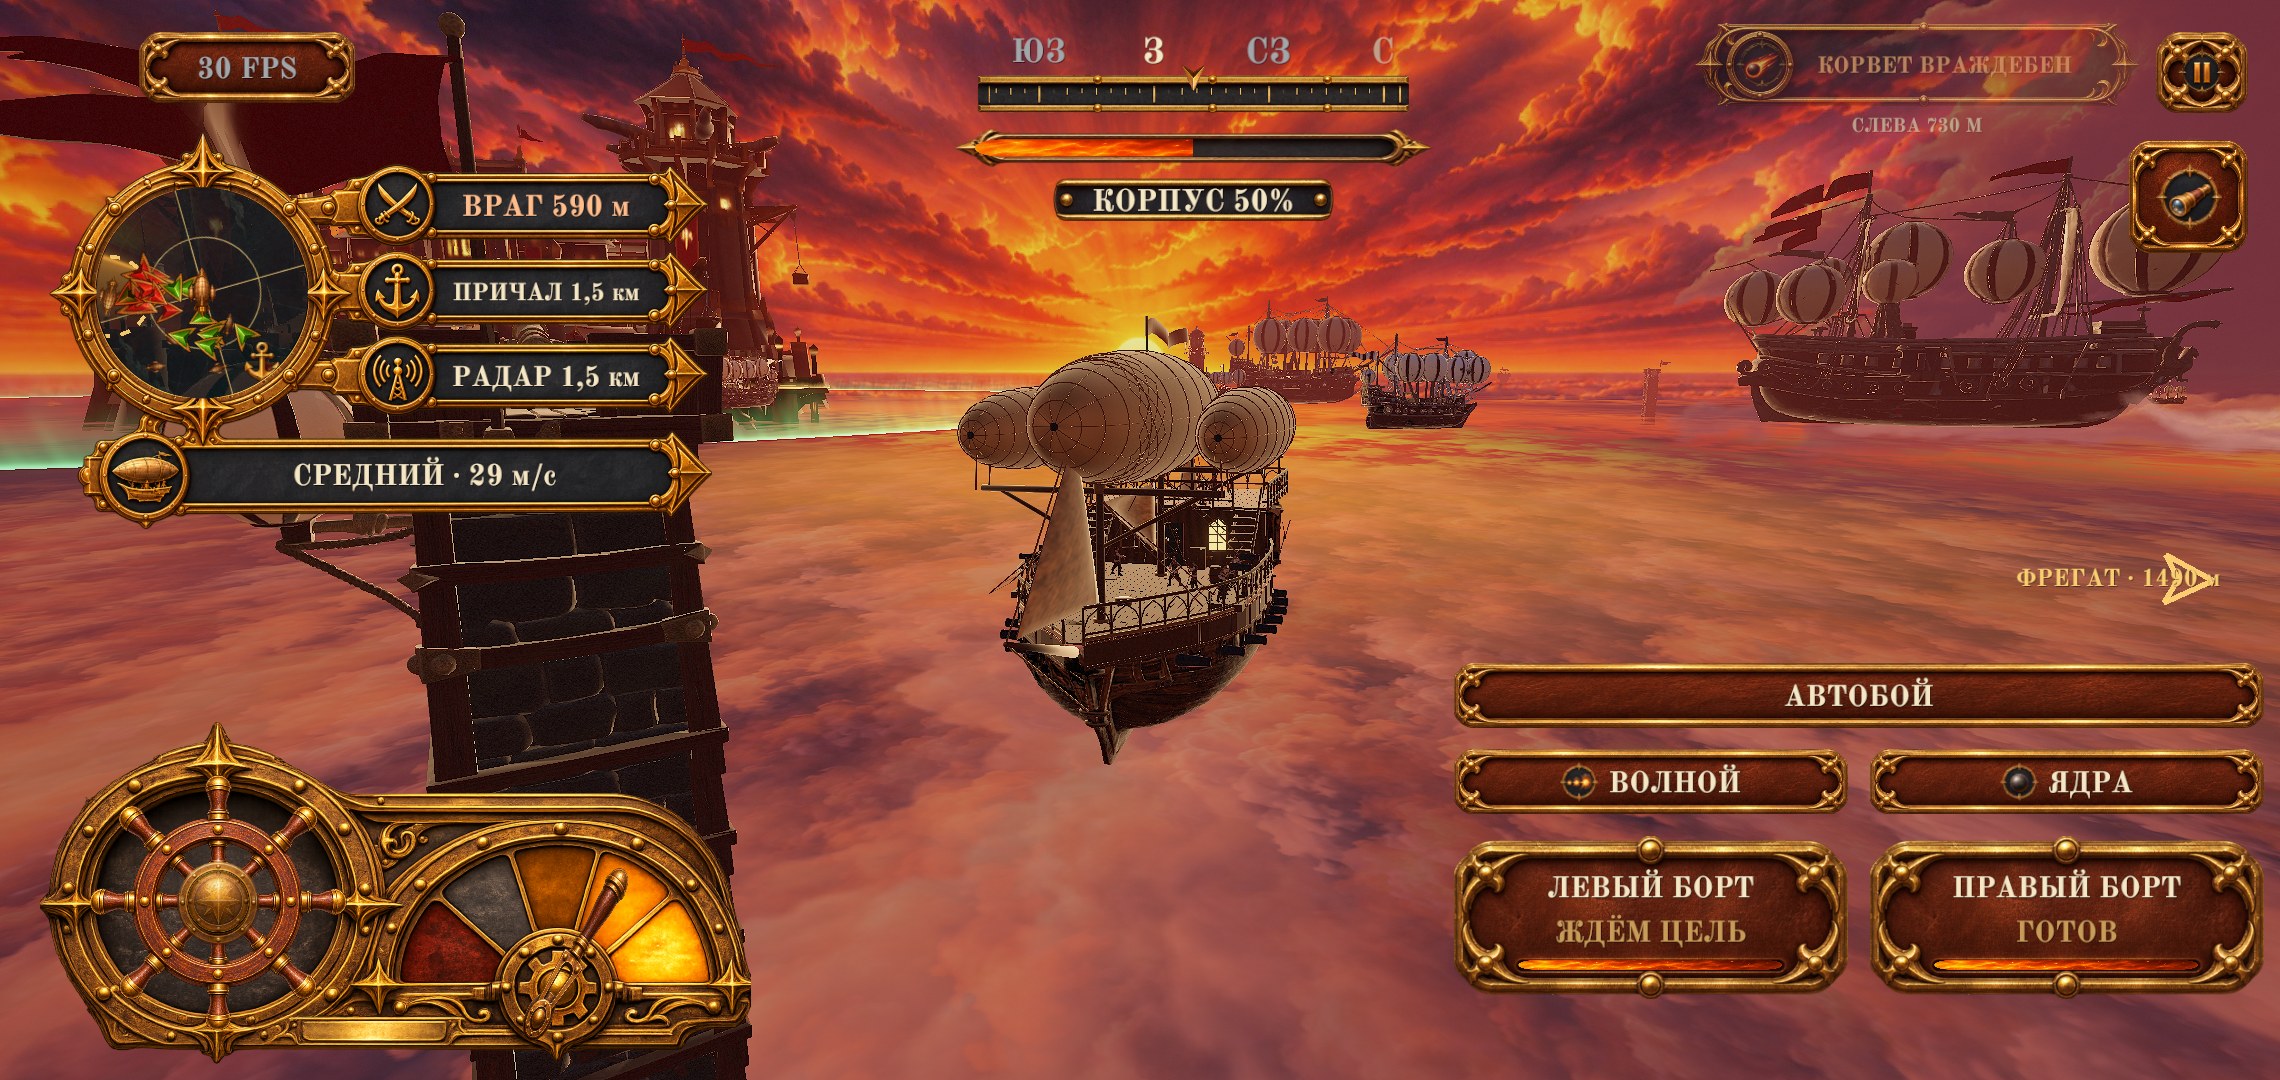 30 FPS
ЮЗ З СЗ С
КОРВЕТ ВРАЖДЕБЕН
СЛЕВА 730 М
ВРАГ 590 м
КОРПУС 50%
ПРИЧАЛ 1,5 км
РАДАР 1,5 км
СРЕДНИЙ · 29 м/с
ФРЕГАТ · 1490 м
АВТОБОЙ
ВОЛНОЙ
ЯДРА
ЛЕВЫЙ БОРТ
ЖДЁМ ЦЕЛЬ
ПРАВЫЙ БОРТ
ГОТОВ